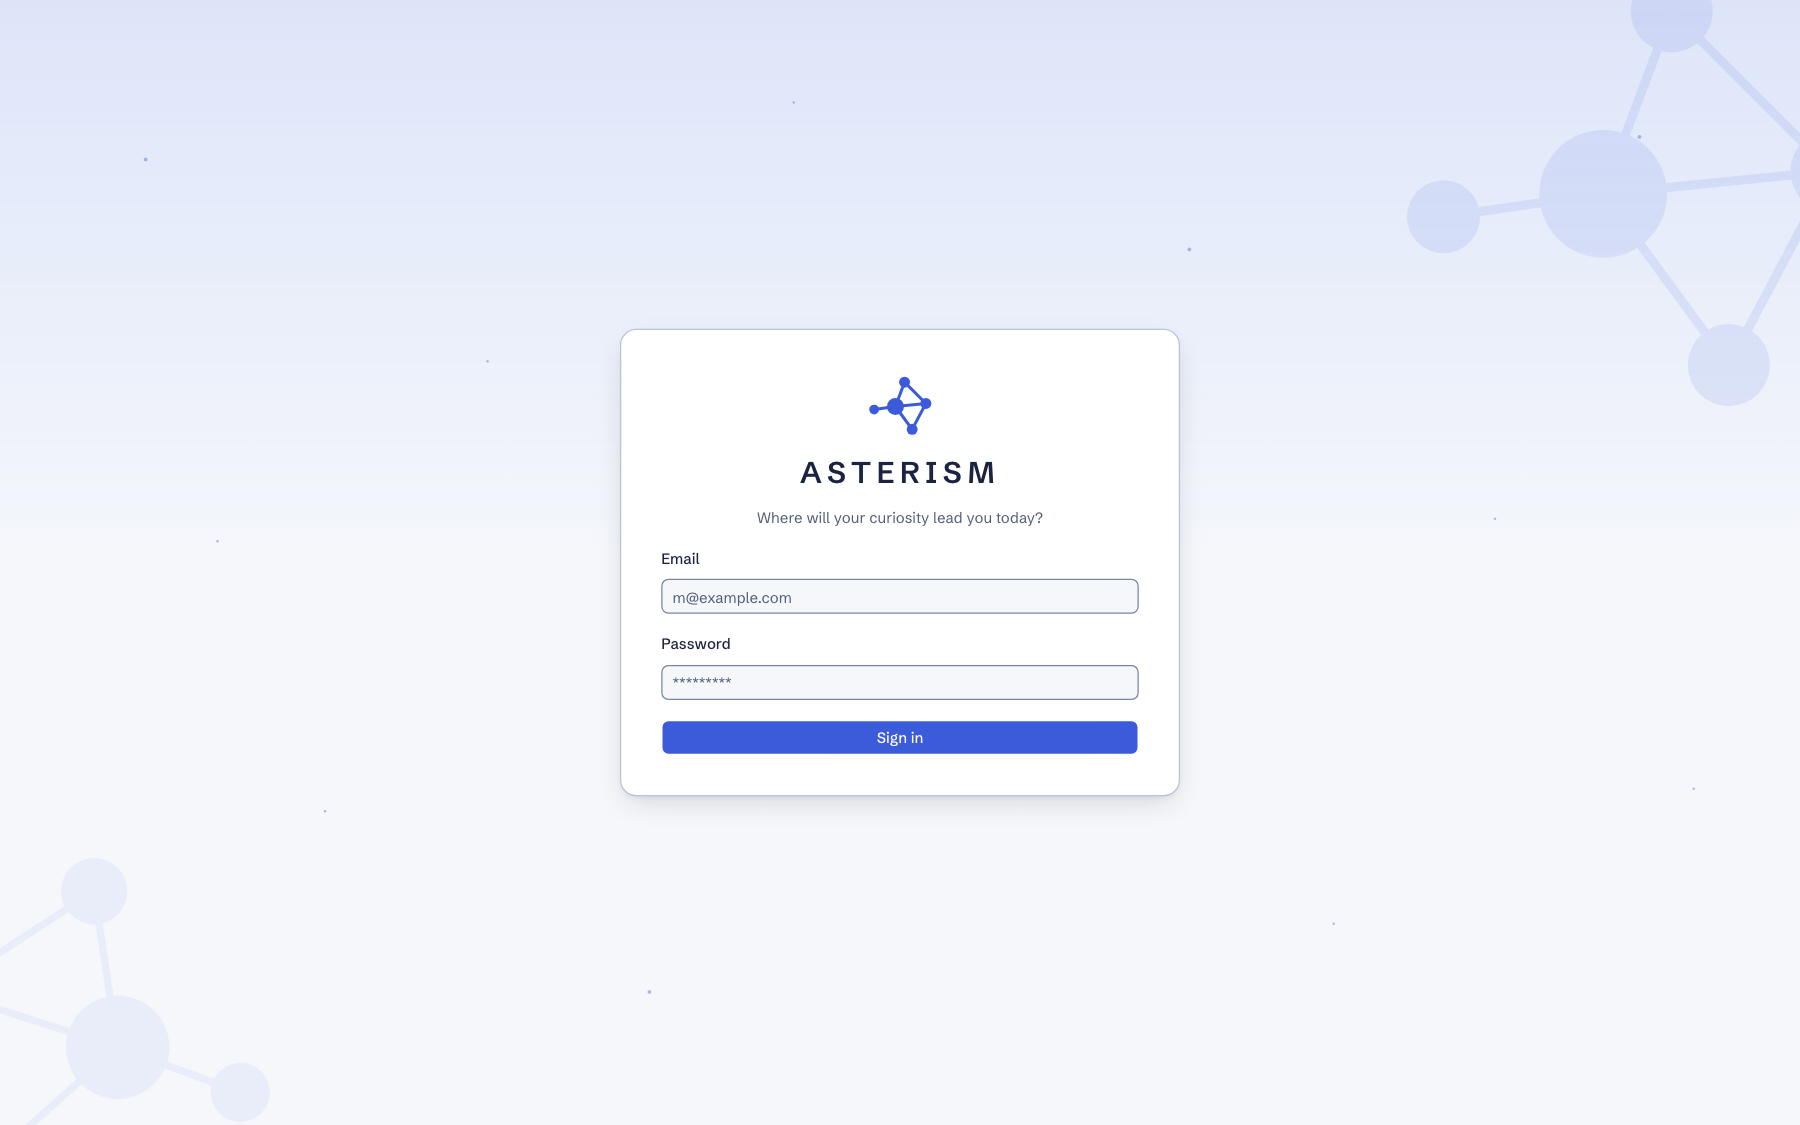 ASTERISM
Where will your curiosity lead you today?
Email
m@example.com
Password
*********
Sign in